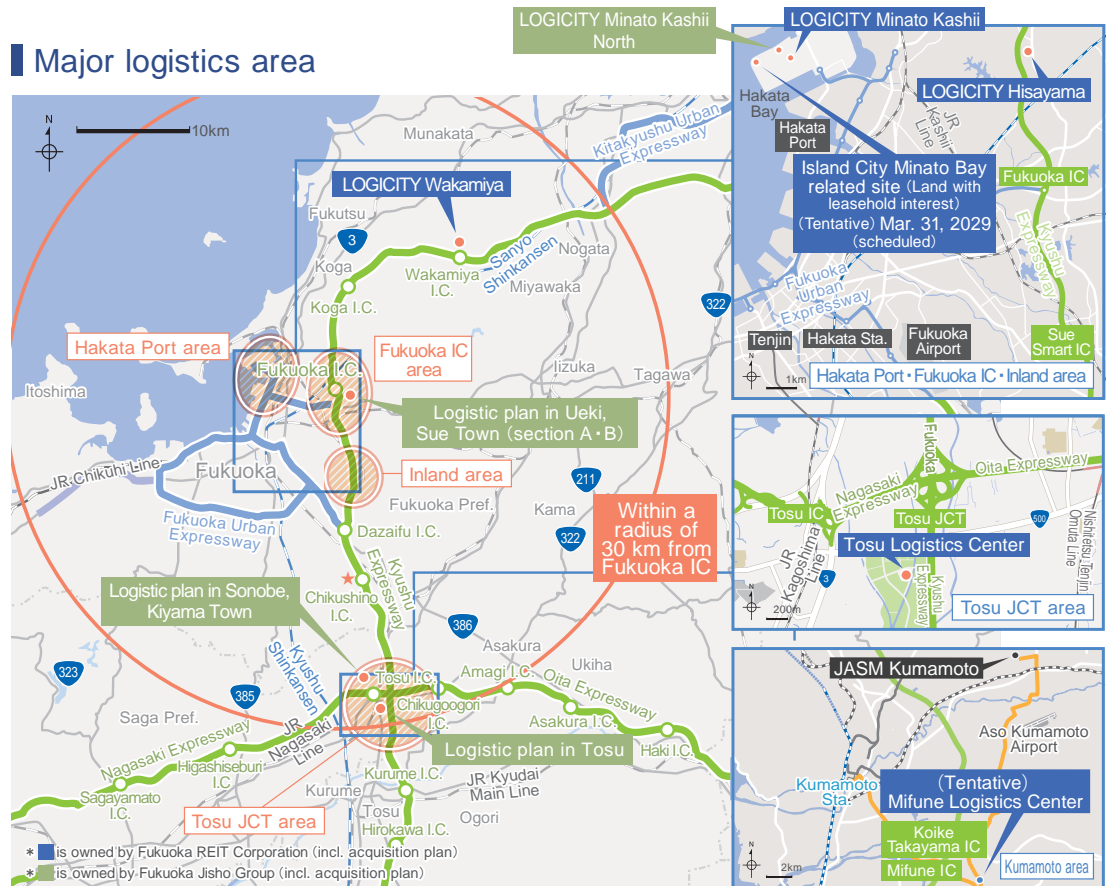 Major logistics area
LOGICITY Minato Kashii
North
LOGICITY Minato Kashii
N
10km
Munakata
Kitakyushu Urban
Expressway
LOGICITY Wakamiya
Fukutsu
3
Koga
Koga I.C.
Wakamiya
I.C.
Sanyo
Shinkansen
Nogata
Miyawaka
322
Hakata Port area
Fukuoka I.C.
Fukuoka IC
area
Itoshima
Iizuka
Tagawa
Logistic plan in Ueki,
Sue Town (section A・B)
JR Chikuhi Line
Fukuoka
Inland area
211
Fukuoka Pref.
Kama
322
Fukuoka Urban
Expressway
Dazaifu I.C.
Within a
radius of
30 km from
Fukuoka IC
Kyushu
Expressway
Chikushino
I.C.
Logistic plan in Sonobe,
Kiyama Town
386
Asakura
Kyushu
Shinkansen
323
385
Saga Pref.
Tosu I.C.
Chikugoogori
I.C.
Amagi I.C.
Ukiha
Oita Expressway
Asakura I.C.
Haki I.C.
Nagasaki Expressway
JR
Nagasaki
Line
Higashiseburi
I.C
Logistic plan in Tosu
Sagayamato
I.C.
Kurume I.C.
Kurume
JR Kyudai
Main Line
Tosu JCT area
Tosu
Ogori
Hirokawa I.C.
* is owned by Fukuoka REIT Corporation (incl. acquisition plan)
* is owned by Fukuoka Jisho Group (incl. acquisition plan)
LOGICITY Hisayama
Hakata
Bay
Hakata
Port
JR
Kashii
Line
Island City Minato Bay
related site (Land with
leasehold interest)
(Tentative) Mar. 31, 2029
(scheduled)
Fukuoka IC
Kyushu
Expressway
Fukuoka
Urban
Expressway
Tenjin
Hakata Sta.
Fukuoka
Airport
Sue
Smart IC
N
1km
Hakata Port・Fukuoka IC・Inland area
Fukuoka
Oita Expressway
Nagasaki
Expressway
Tosu IC
Tosu JCT
500
Tosu Logistics Center
JR
Kagoshima
Line
3
Nishitetsu Tenjin
Omuta Line
Kyushu
Expressway
N
200m
Tosu JCT area
JASM Kumamoto
Aso Kumamoto
Airport
Kumamoto
Sta.
(Tentative)
Mifune Logistics Center
Koike
Takayama IC
Mifune IC
N
2km
Kumamoto area